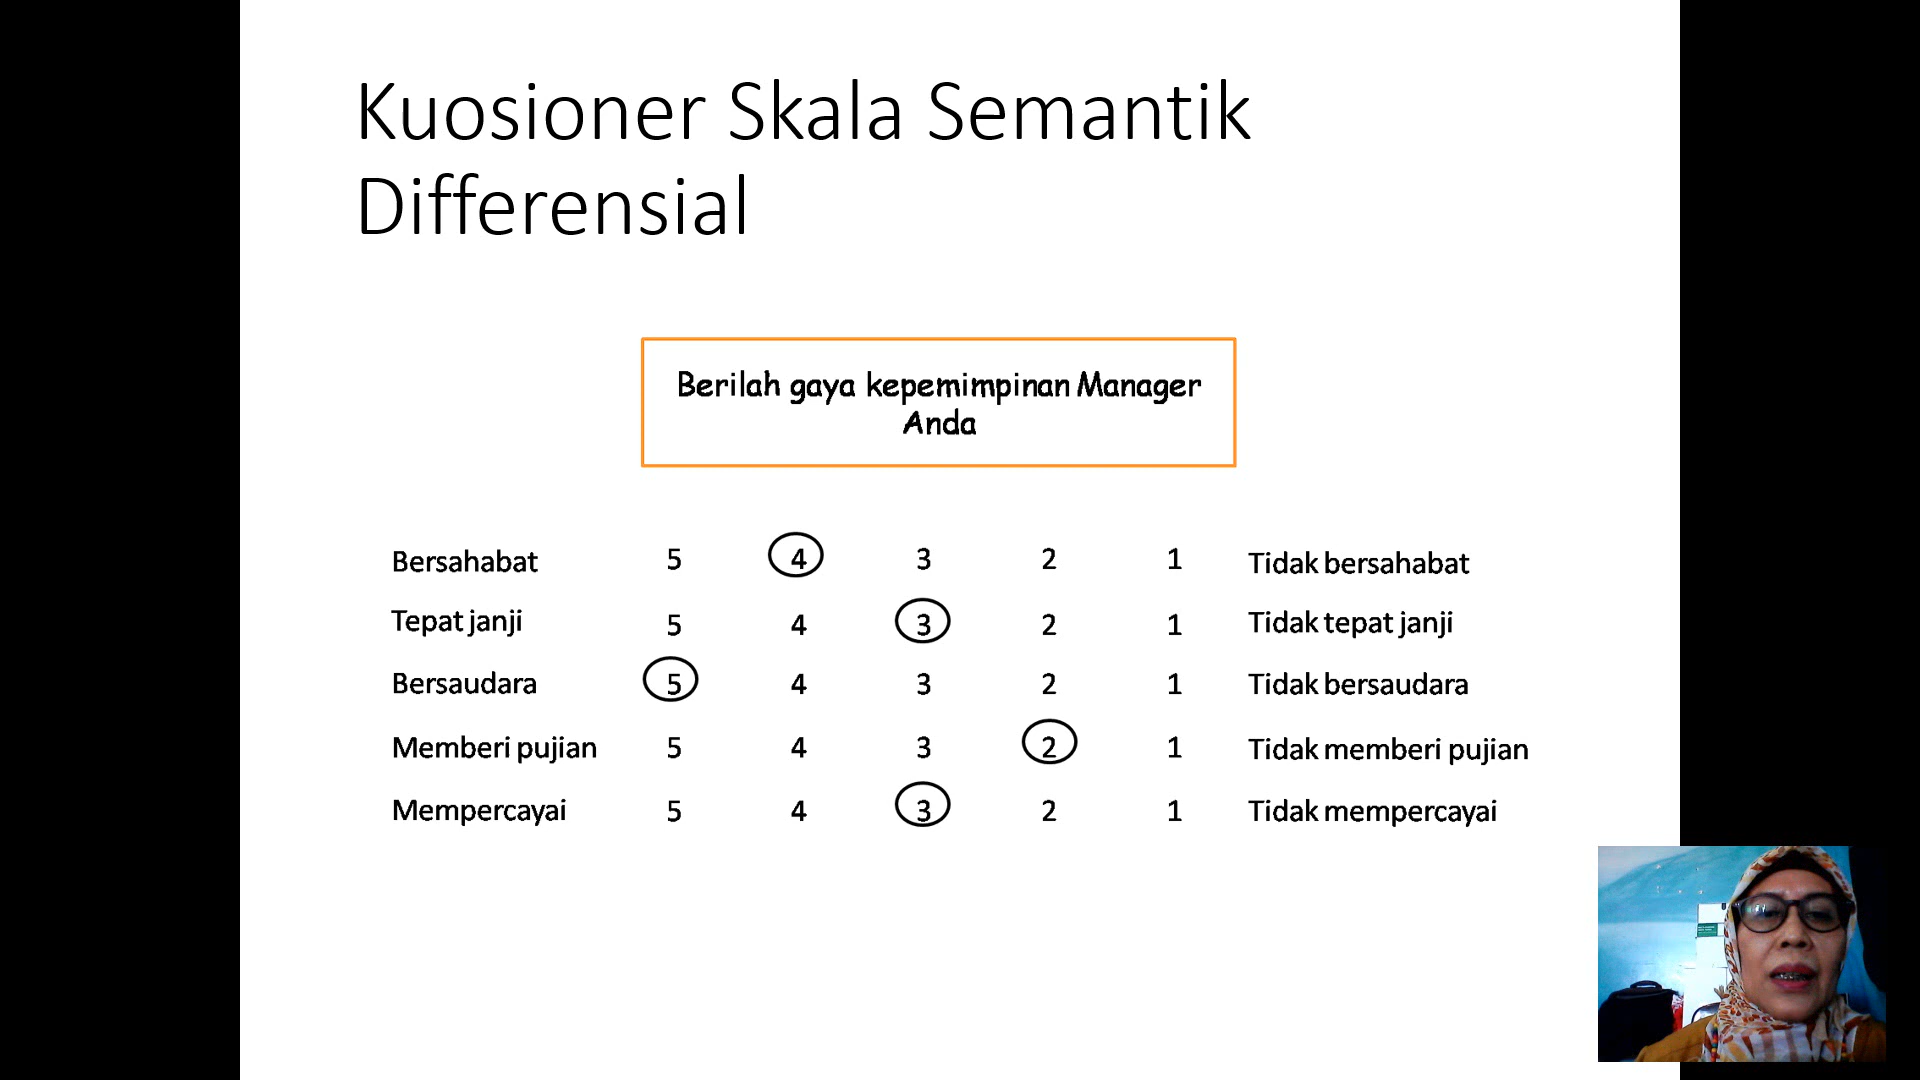 Kuosioner Skala Semantik
Differensial
Berilah gaya kepemimpinan Manager
Anda
Bersahabat 5 4 3 2 1 Tidak bersahabat
Tepat janji 5 4 3 2 1 Tidak tepat janji
Bersaudara 5 4 3 2 1 Tidak bersaudara
Memberi pujian 5 4 3 2 1 Tidak memberi pujian
Mempercayai 5 4 3 2 1 Tidak mempercayai